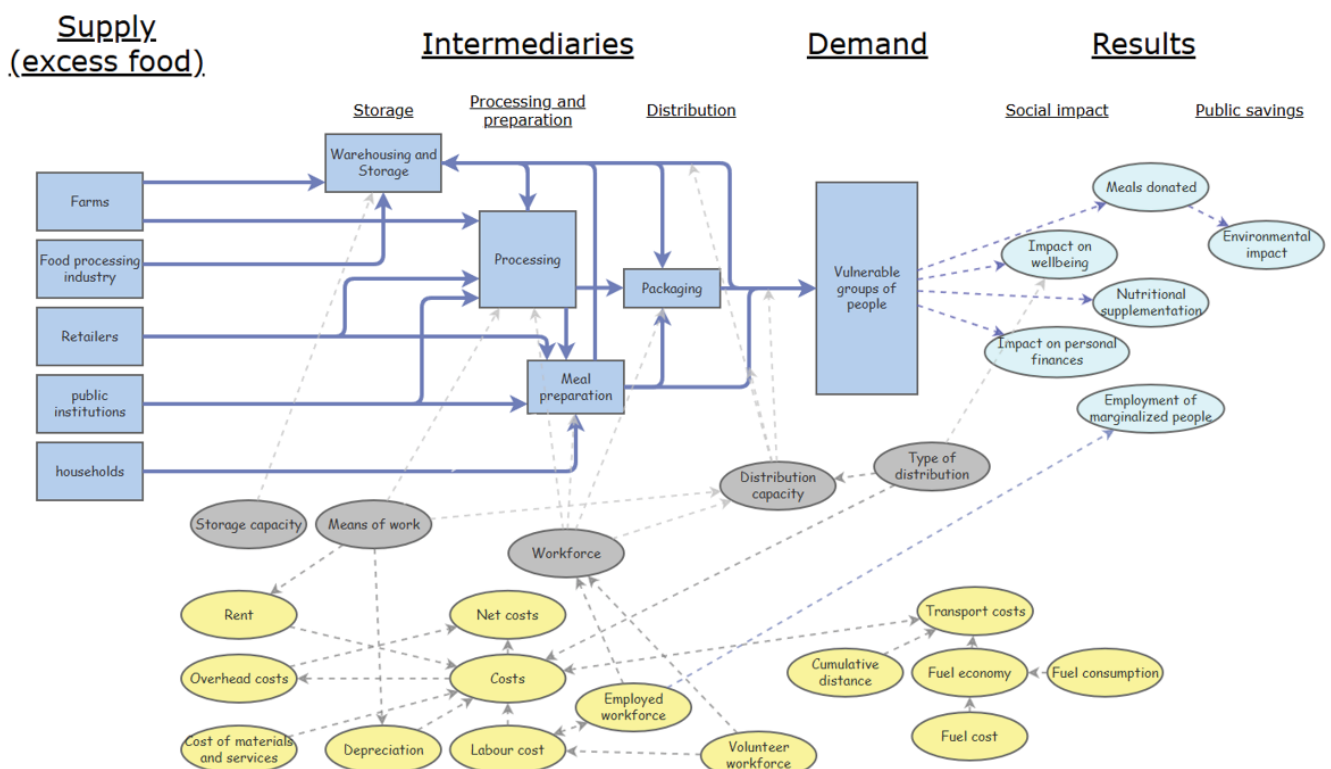 Supply
(excess food)
Intermediaries
Demand
Results
Storage
Processing and
preparation
Distribution
Social impact
Public savings
Warehousing and
Storage
Farms
Food processing
industry
Retailers
public
institutions
households
Processing
Packaging
Meal
preparation
Vulnerable
groups of
people
Meals donated
Environmental
impact
Impact on
wellbeing
Nutritional
supplementation
Impact on personal
finances
Employment of
marginalized people
Type of
distribution
Distribution
capacity
Storage capacity
Means of work
Workforce
Rent
Net costs
Transport costs
Overhead costs
Costs
Cumulative
distance
Fuel economy
Fuel consumption
Employed
workforce
Cost of materials
and services
Depreciation
Labour cost
Volunteer
workforce
Fuel cost